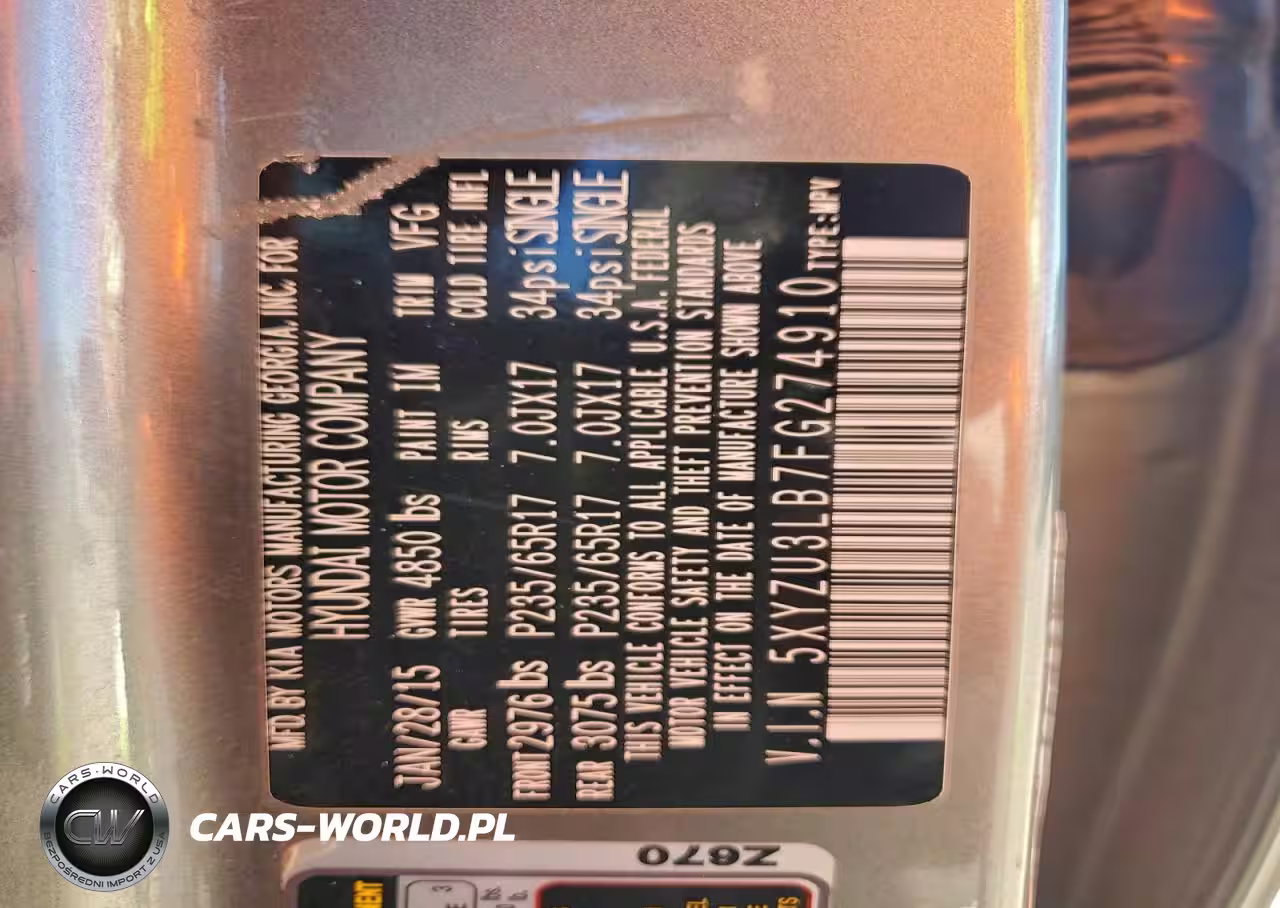 MFD BY KIA MOTORS MANUFACTURING GEORGIA, INC. FOR
HYUNDAI MOTOR COMPANY
JAN/28/15 GVWR 4850 lbs PAINT IM TRIM VFG
GAWR TIRES RIMS COLD TIRE INFL
FRONT 2976 lbs P235/65R17 7.0JX17 34psi SINGLE
REAR 3075 lbs P235/65R17 7.0JX17 34psi SINGLE
THIS VEHICLE CONFORMS TO ALL APPLICABLE U.S.A. FEDERAL
MOTOR VEHICLE SAFETY AND THEFT PREVENTION STANDARDS
IN EFFECT ON THE DATE OF MANUFACTURE SHOWN ABOVE
V.I.N 5XYZU3LB7FG274910 TYPE:MPV
Z670
CARS-WORLD
CW
BEZPOŚREDNI IMPORT Z USA
CARS-WORLD.PL